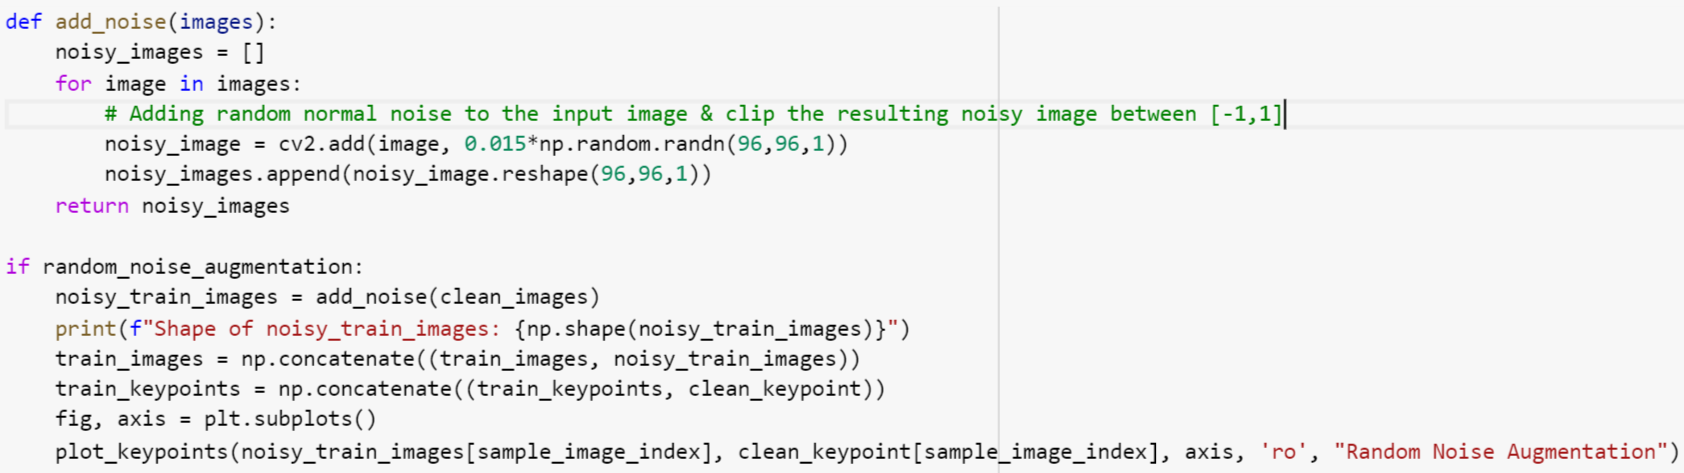 def add_noise(images):
    noisy_images = []
    for image in images:
        # Adding random normal noise to the input image & clip the resulting noisy image between [-1,1]
        noisy_image = cv2.add(image, 0.015*np.random.randn(96,96,1))
        noisy_images.append(noisy_image.reshape(96,96,1))
    return noisy_images

if random_noise_augmentation:
    noisy_train_images = add_noise(clean_images)
    print(f"Shape of noisy_train_images: {np.shape(noisy_train_images)}")
    train_images = np.concatenate((train_images, noisy_train_images))
    train_keypoints = np.concatenate((train_keypoints, clean_keypoint))
    fig, axis = plt.subplots()
    plot_keypoints(noisy_train_images[sample_image_index], clean_keypoint[sample_image_index], axis, 'ro', "Random Noise Augmentation")